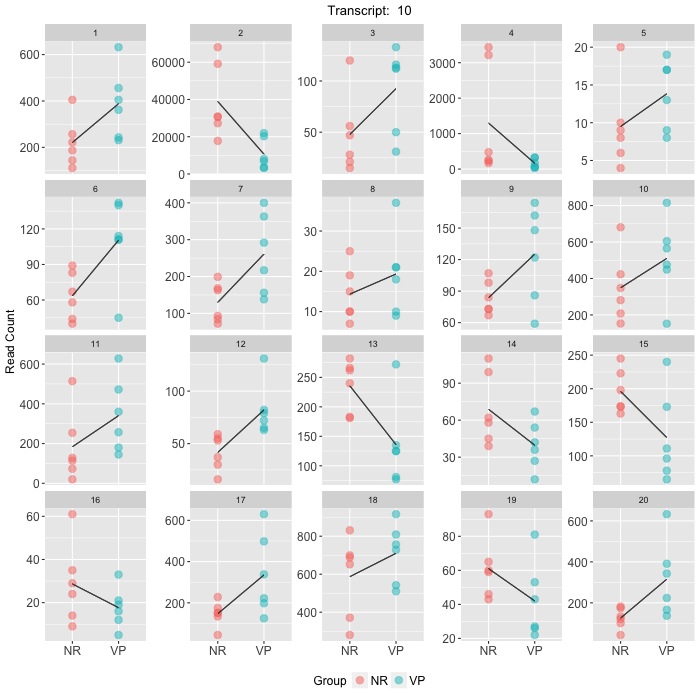 Transcript: 10
1 2 3 4 5
600 60000 100 3000 20
400 40000 50 2000 15
200 20000 1000 10
0 0 5
6 7 8 9 10
120 400 30 150 800
90 300 20 120 600
60 200 10 90 400
100 60 200
Read Count
11 12 13 14 15
600 100 250 90 250
400 50 200 60 200
200 150 30 150
0 100 100
16 17 18 19 20
60 600 800 80 600
40 400 600 60 400
20 200 400 40 200
20
NR VP NR VP NR VP NR VP NR VP
Group NR VP